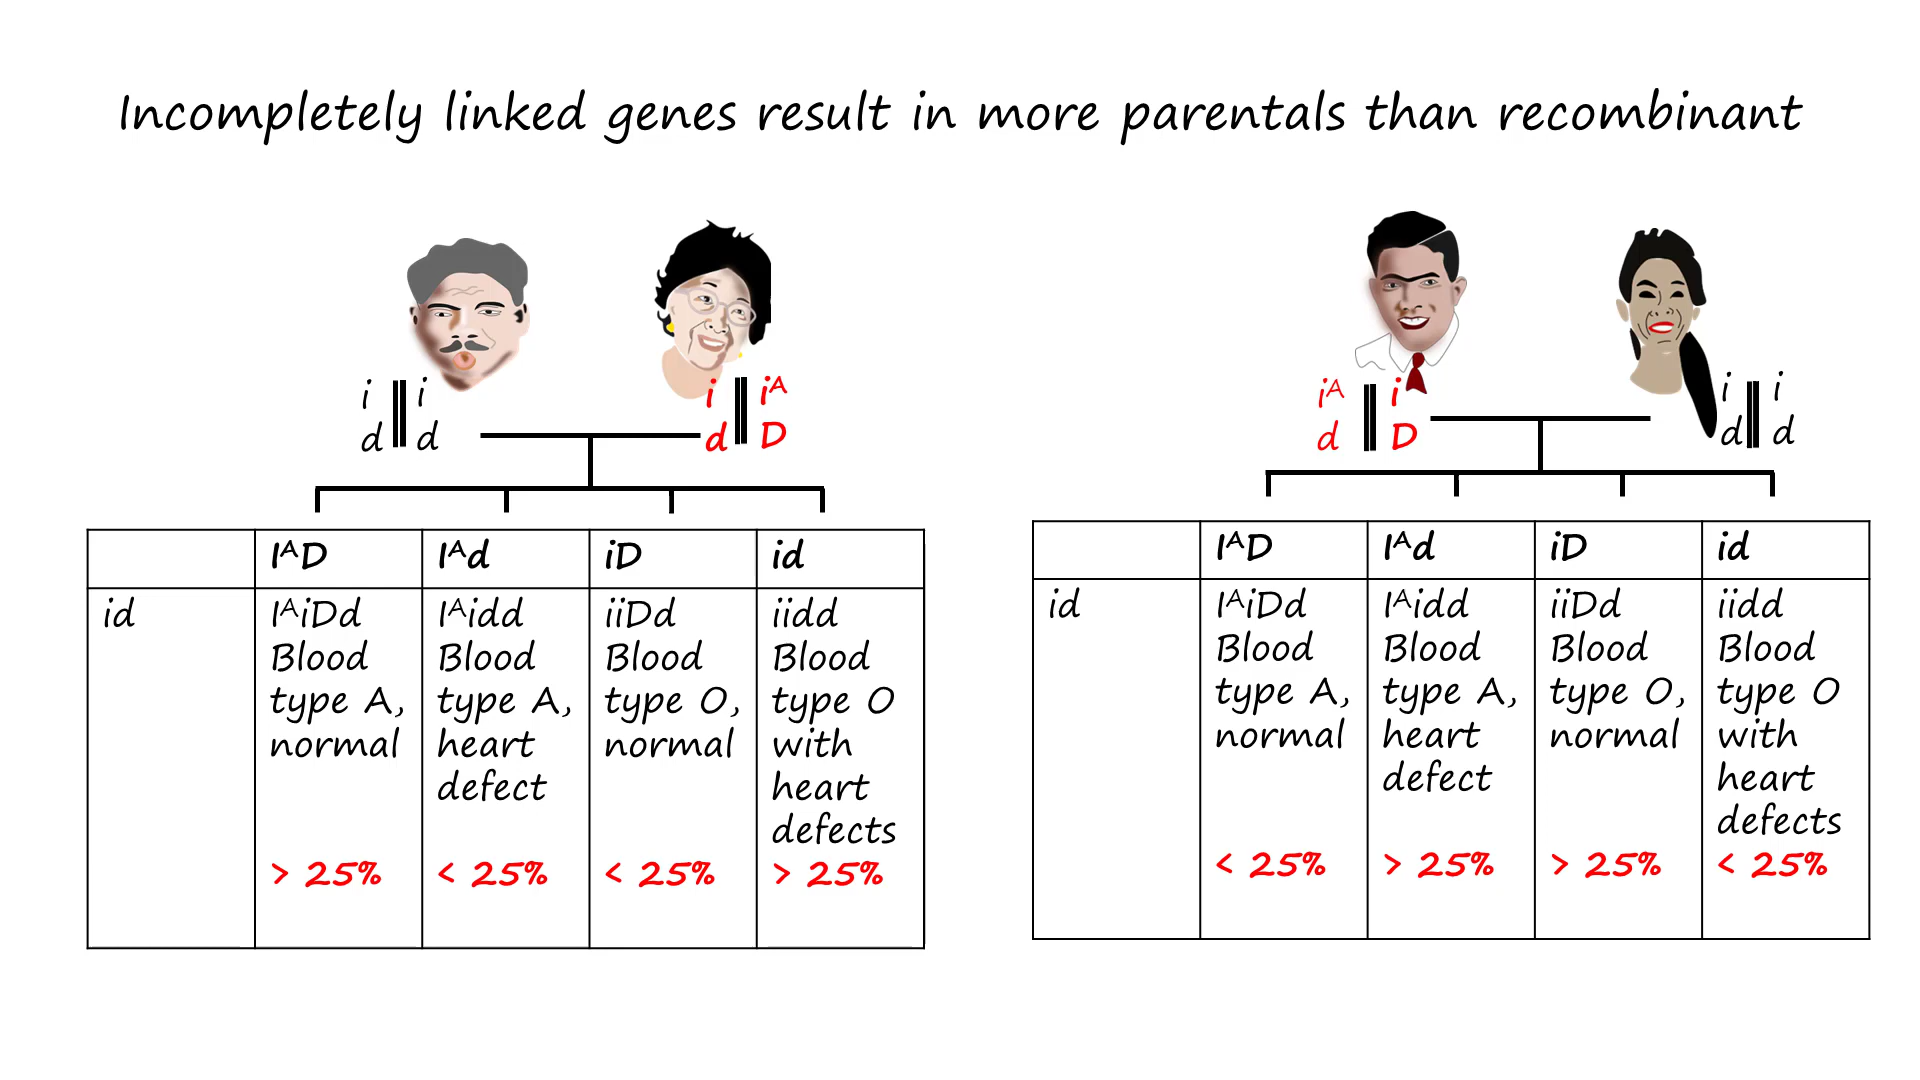 Incompletely linked genes result in more parentals than recombinant
i i
d d
i iᴬ
d D
iᴬ i
d D
i i
d d
IᴬD Iᴬd iD id
id
IᴬiDd
Blood
type A,
normal
> 25%
Iᴬidd
Blood
type A,
heart
defect
< 25%
iiDd
Blood
type O,
normal
< 25%
iidd
Blood
type O
with
heart
defects
> 25%
IᴬD Iᴬd iD id
id
IᴬiDd
Blood
type A,
normal
< 25%
Iᴬidd
Blood
type A,
heart
defect
> 25%
iiDd
Blood
type O,
normal
> 25%
iidd
Blood
type O
with
heart
defects
< 25%